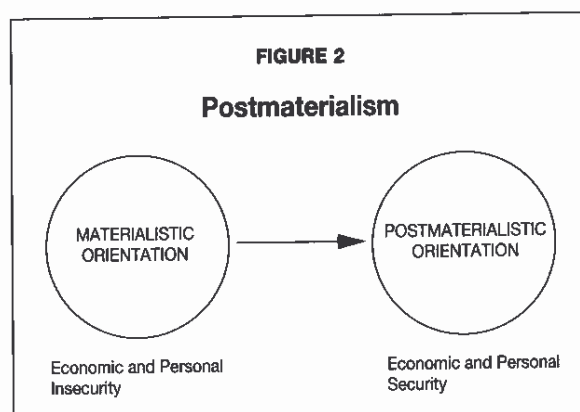 FIGURE 2
Postmaterialism
MATERIALISTIC
ORIENTATION
POSTMATERIALISTIC
ORIENTATION
Economic and Personal
Insecurity
Economic and Personal
Security